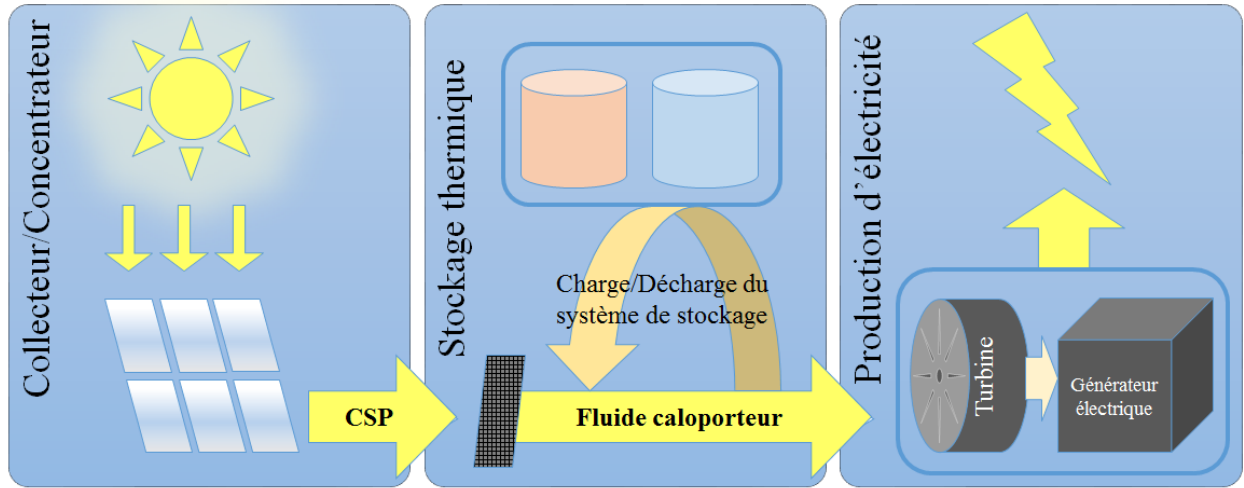 Collecteur/Concentrateur
CSP
Stockage thermique
Charge/Décharge du
système de stockage
Fluide caloporteur
Production d'électricité
Turbine
Générateur
électrique